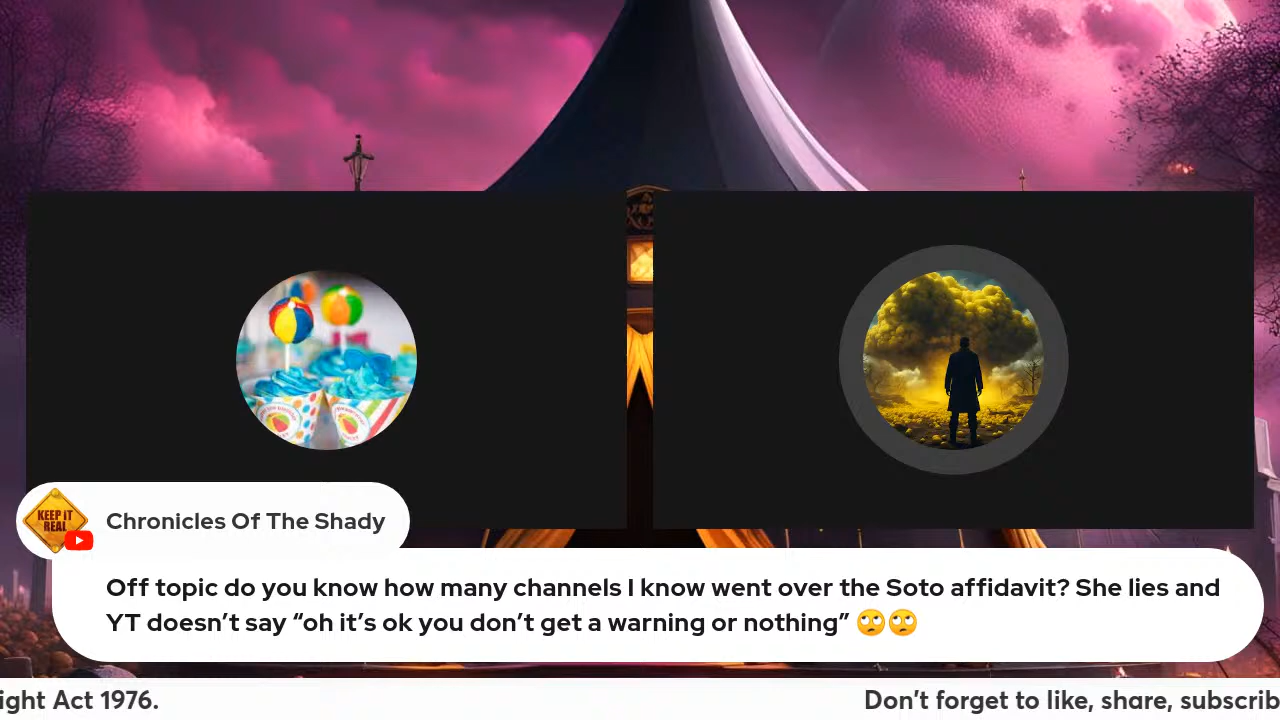 KEEP iT
REAL
Chronicles Of The Shady
Off topic do you know how many channels I know went over the Soto affidavit? She lies and
YT doesn't say “oh it's ok you don't get a warning or nothing” 🙄🙄
ight Act 1976.
Don't forget to like, share, subscrib